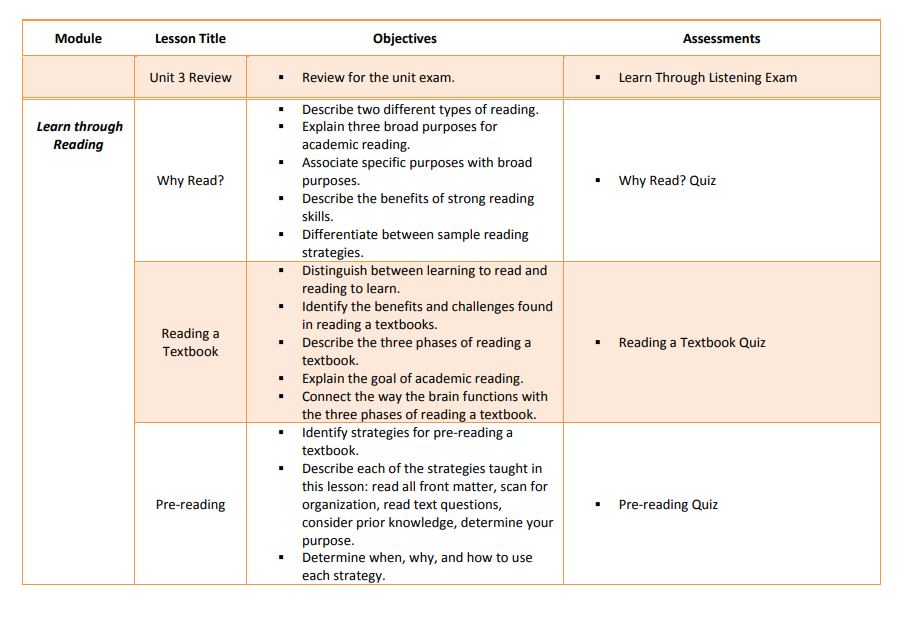 Module Lesson Title Objectives Assessments
Unit 3 Review ▪ Review for the unit exam. ▪ Learn Through Listening Exam
Learn through
Reading
Why Read?
▪ Describe two different types of reading.
▪ Explain three broad purposes for
academic reading.
▪ Associate specific purposes with broad
purposes.
▪ Describe the benefits of strong reading
skills.
▪ Differentiate between sample reading
strategies.
▪ Why Read? Quiz
Reading a
Textbook
▪ Distinguish between learning to read and
reading to learn.
▪ Identify the benefits and challenges found
in reading a textbooks.
▪ Describe the three phases of reading a
textbook.
▪ Explain the goal of academic reading.
▪ Connect the way the brain functions with
the three phases of reading a textbook.
▪ Reading a Textbook Quiz
Pre-reading
▪ Identify strategies for pre-reading a
textbook.
▪ Describe each of the strategies taught in
this lesson: read all front matter, scan for
organization, read text questions,
consider prior knowledge, determine your
purpose.
▪ Determine when, why, and how to use
each strategy.
▪ Pre-reading Quiz